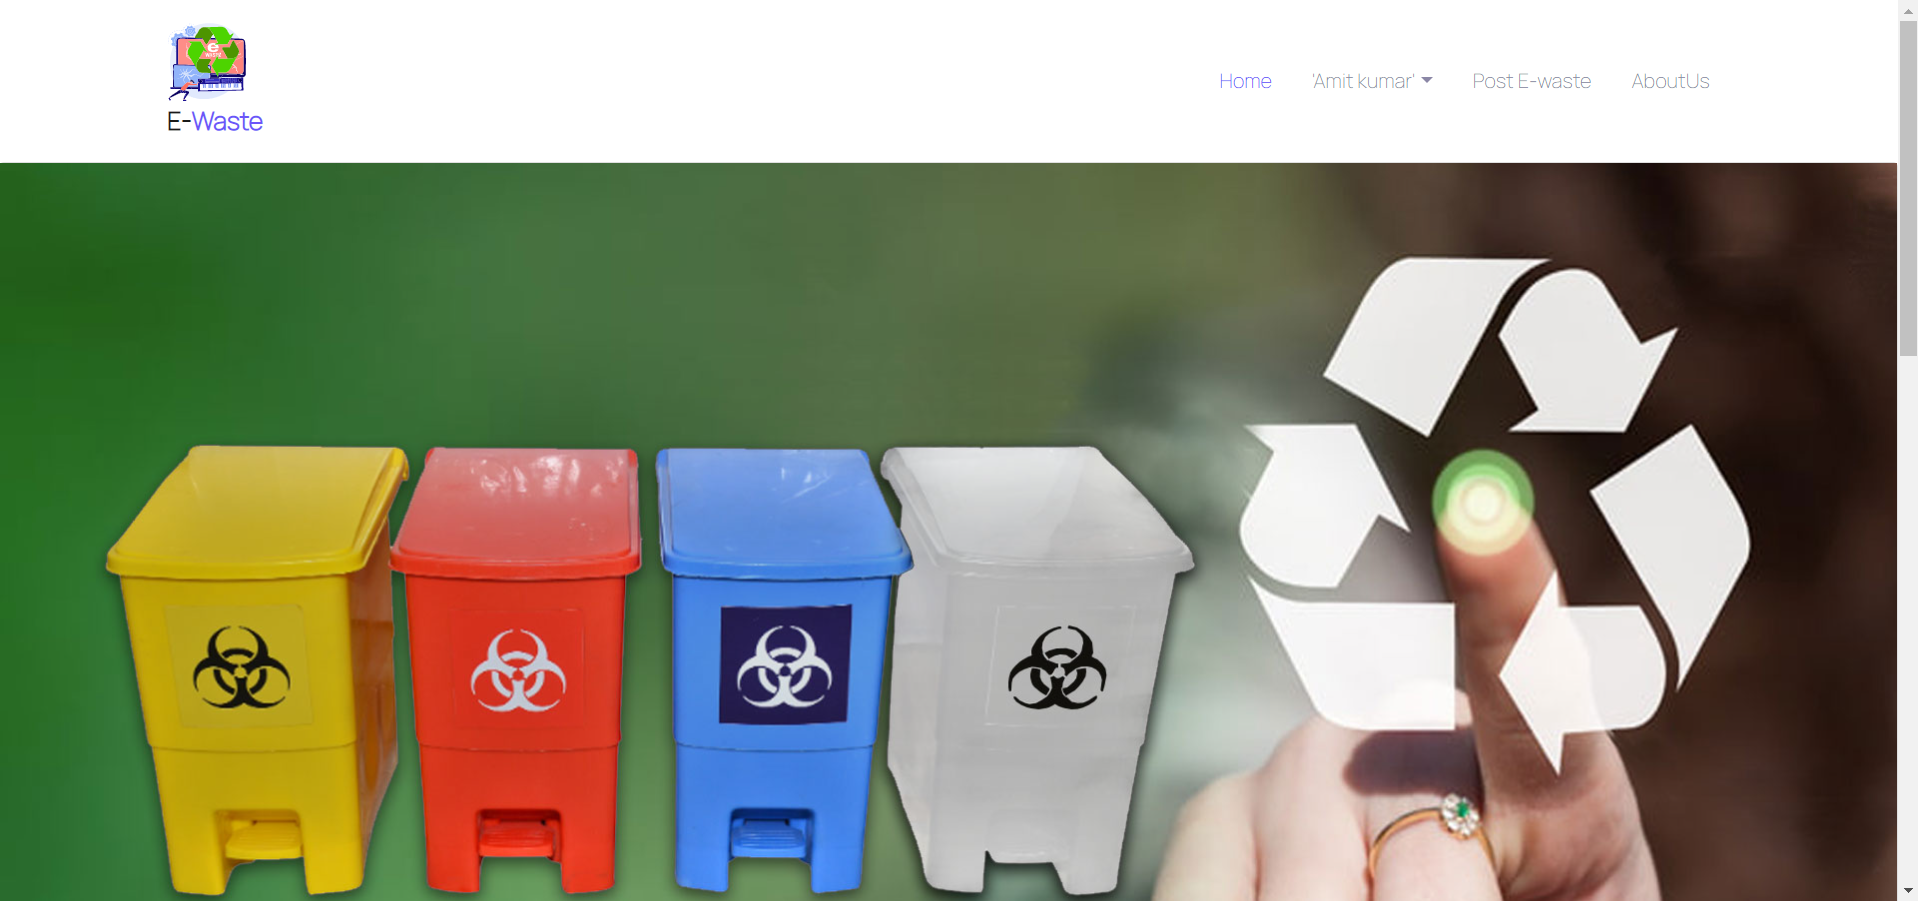 E-Waste
Home
'Amit kumar'
Post E-waste
AboutUs